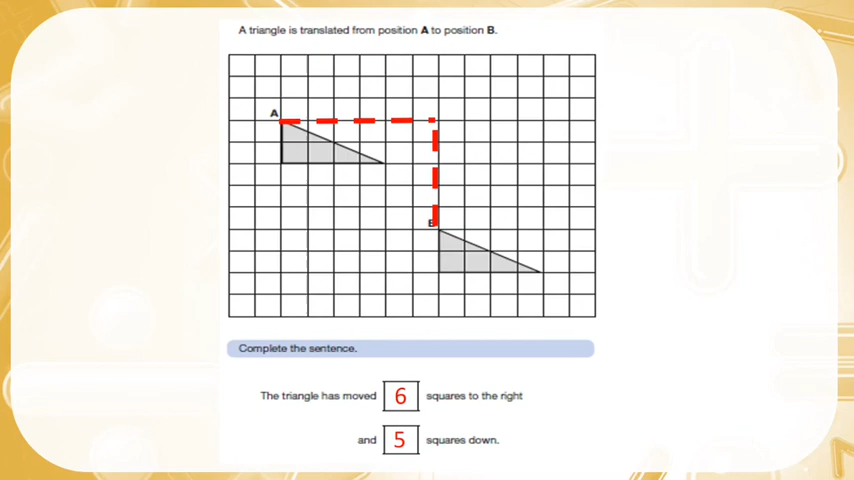 A triangle is translated from position A to position B.
A
B
Complete the sentence.
The triangle has moved 6 squares to the right
and 5 squares down.